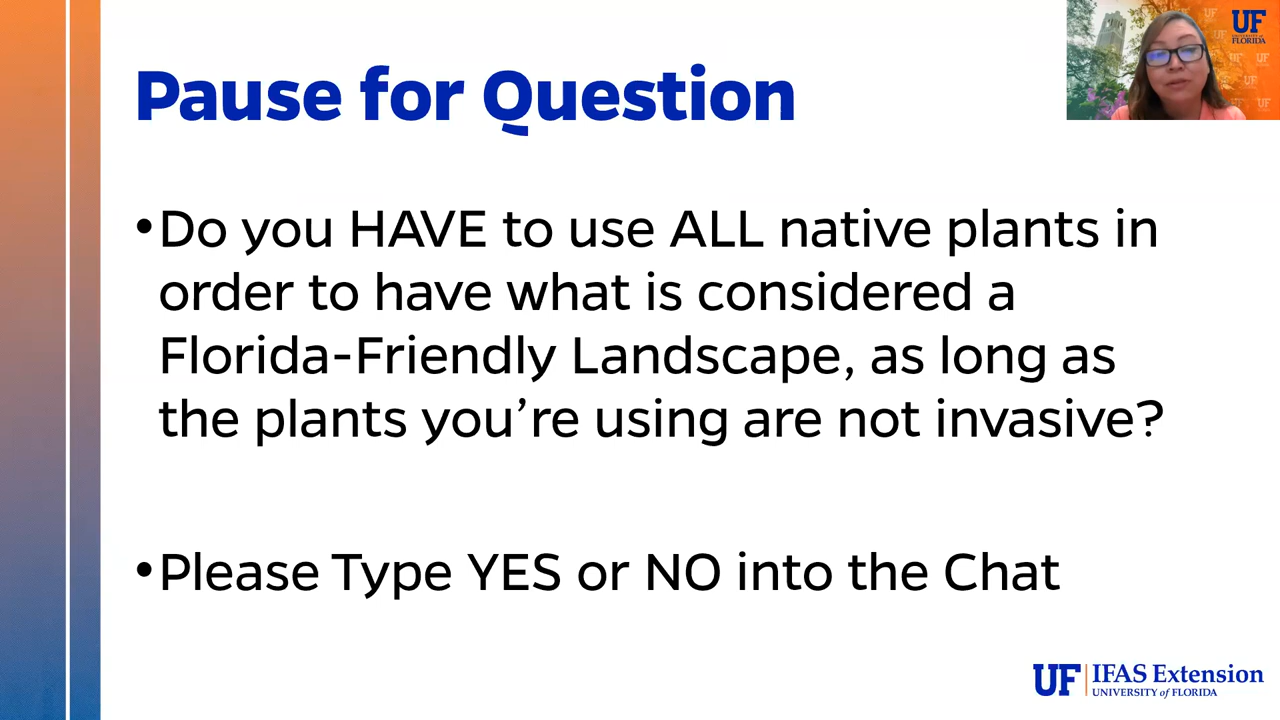 UF
UNIVERSITY of
FLORIDA
Pause for Question
•Do you HAVE to use ALL native plants in
order to have what is considered a
Florida-Friendly Landscape, as long as
the plants you’re using are not invasive?
•Please Type YES or NO into the Chat
UF IFAS Extension
UNIVERSITY of FLORIDA